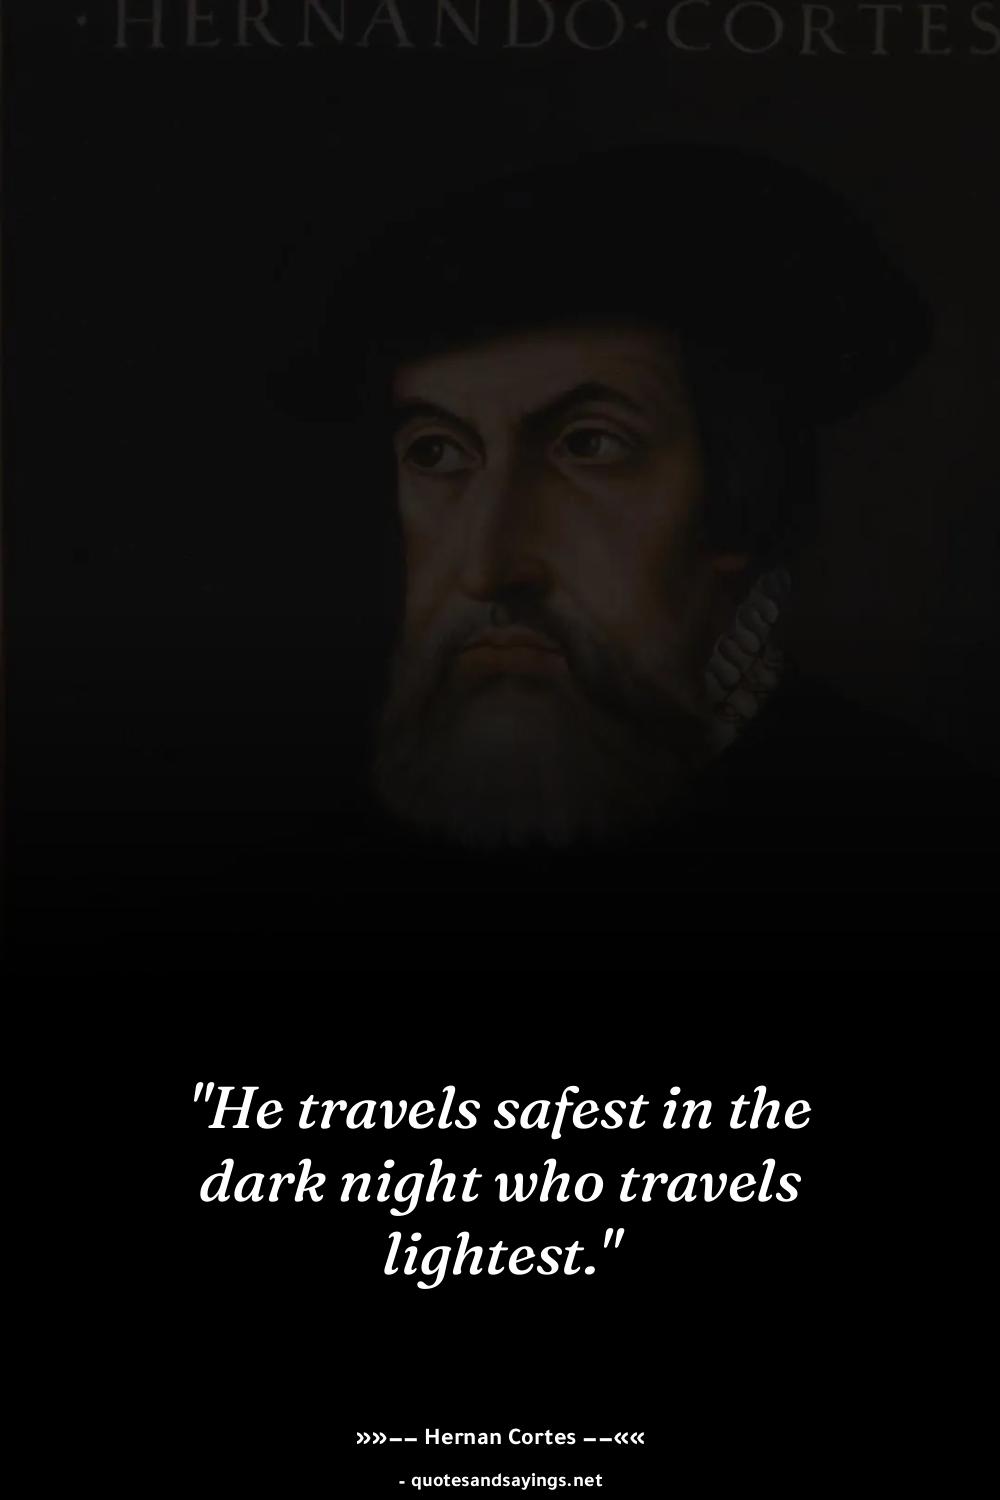 ·HERNANDO·CORTES
"He travels safest in the
dark night who travels
lightest."
»»−− Hernan Cortes −−««
- quotesandsayings.net